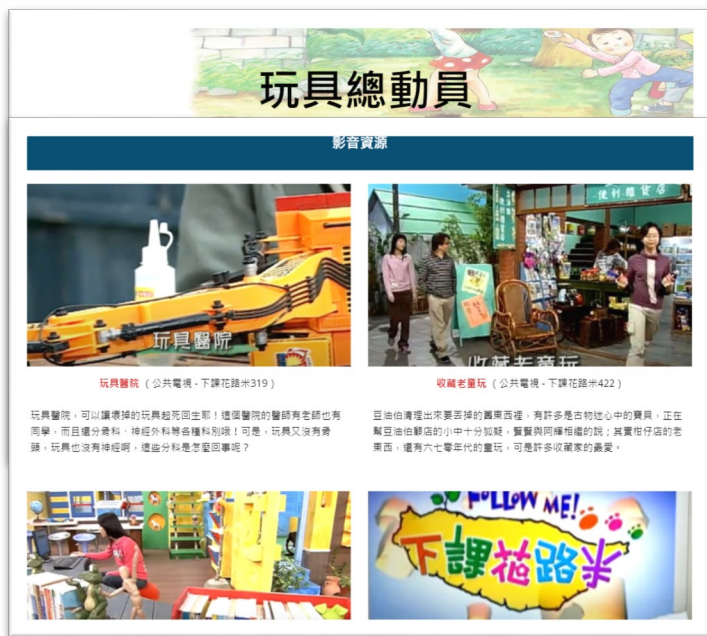 玩具總動員
影音資源
便利雜貨店
玩具醫院
收藏老童玩
玩具醫院 （公共電視-下課花路米319）
收藏老童玩 （公共電視-下課花路米422）
玩具醫院，可以讓壞掉的玩具起死回生耶！這個醫院的醫師有老師也有
同學，而且還分骨科、神經外科等各種科別哦！可是，玩具又沒有骨
頭，玩具也沒有神經啊，這些分科是怎麼回事呢？
豆油伯清理出來要丟掉的舊東西裡，有許多是古物迷心中的寶貝，正在
幫豆油伯顧店的小中十分狐疑，賢賢與阿輝相繼的說；其實柑仔店的老
東西，還有六七零年代的童玩，可是許多收藏家的最愛。
FOLLOW ME!
下課花路米